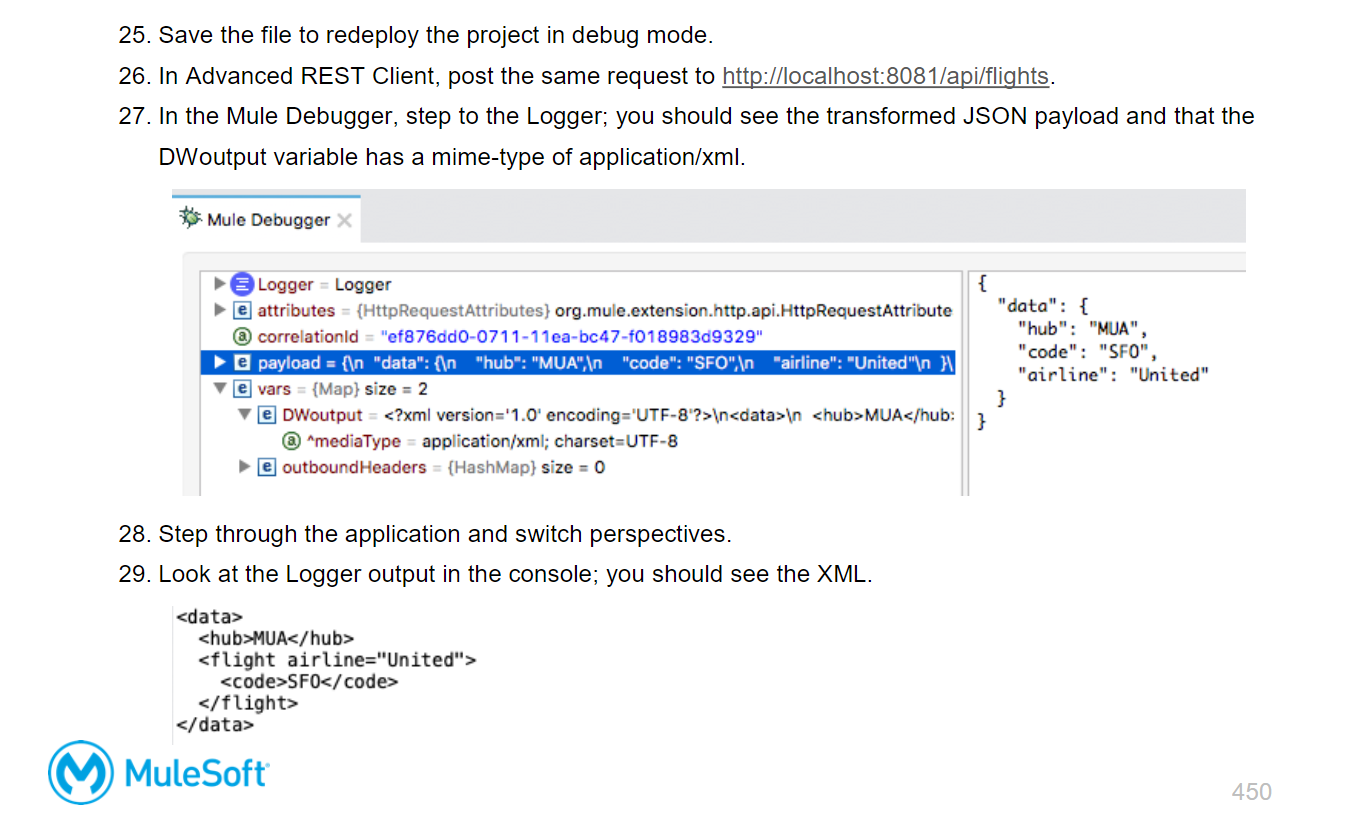 25. Save the file to redeploy the project in debug mode.
26. In Advanced REST Client, post the same request to http://localhost:8081/api/flights.
27. In the Mule Debugger, step to the Logger; you should see the transformed JSON payload and that the
DWoutput variable has a mime-type of application/xml.
Mule Debugger
Logger = Logger
attributes = {HttpRequestAttributes} org.mule.extension.http.api.HttpRequestAttribute
correlationId = "ef876dd0-0711-11ea-bc47-f018983d9329"
payload = {\n  "data": {\n    "hub": "MUA",\n    "code": "SFO",\n    "airline": "United"\n  }\
vars = {Map} size = 2
DWoutput = <?xml version='1.0' encoding='UTF-8'?>\n<data>\n  <hub>MUA</hub>
^mediaType = application/xml; charset=UTF-8
outboundHeaders = {HashMap} size = 0
{
  "data": {
    "hub": "MUA",
    "code": "SFO",
    "airline": "United"
  }
}
28. Step through the application and switch perspectives.
29. Look at the Logger output in the console; you should see the XML.
<data>
  <hub>MUA</hub>
  <flight airline="United">
    <code>SFO</code>
  </flight>
</data>
MuleSoft
450